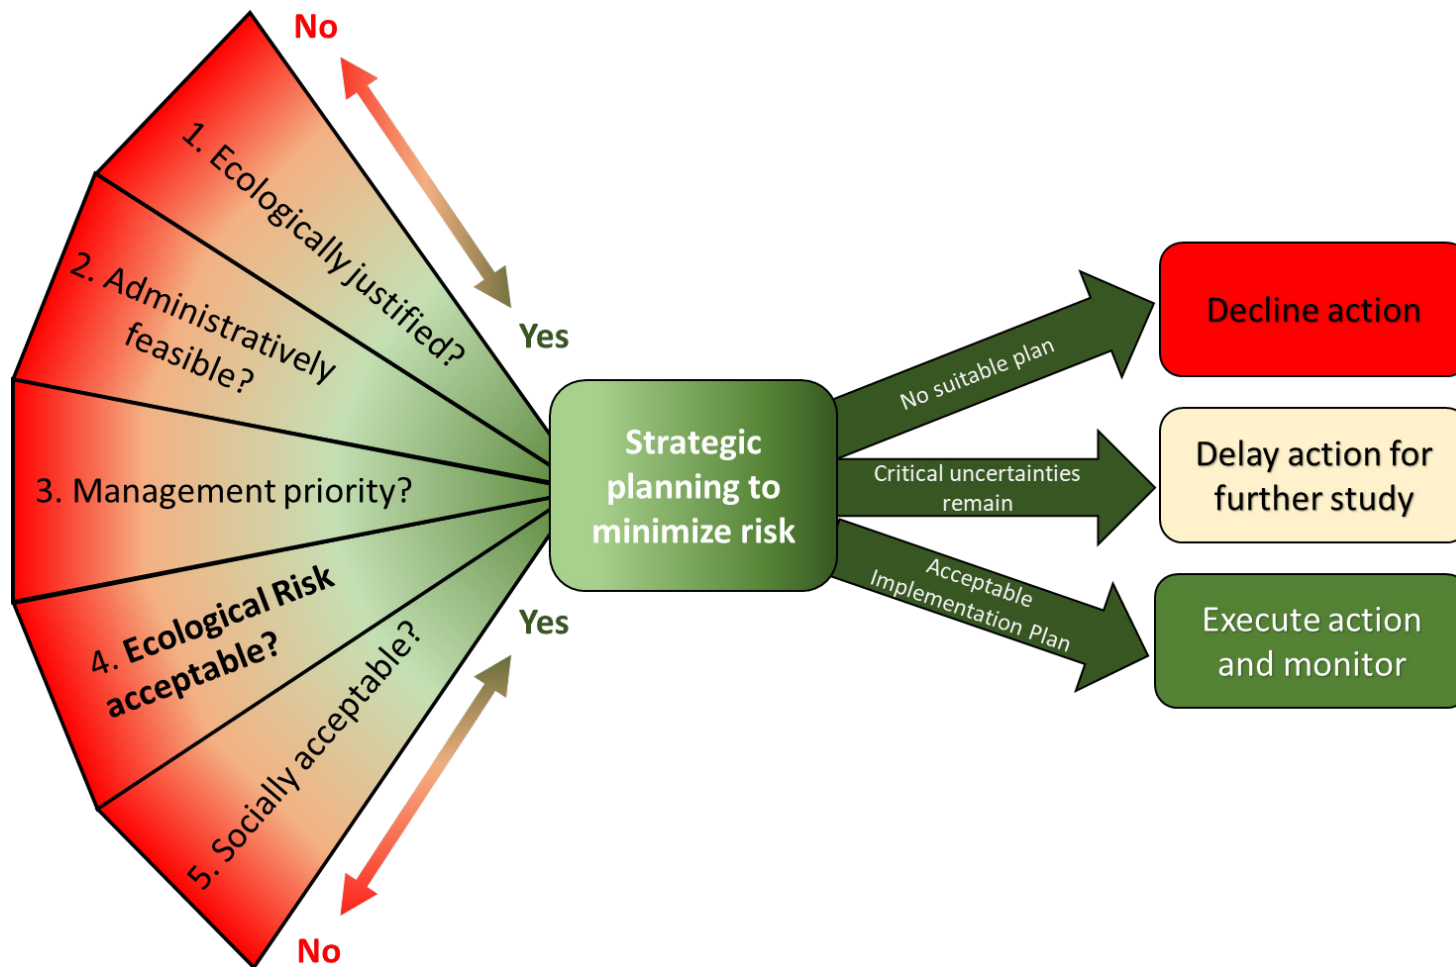 No
1. Ecologically justified?
2. Administratively
feasible?
3. Management priority?
4. Ecological Risk
acceptable?
5. Socially acceptable?
Yes
Yes
No
Strategic
planning to
minimize risk
No suitable plan
Critical uncertainties
remain
Acceptable
Implementation Plan
Decline action
Delay action for
further study
Execute action
and monitor